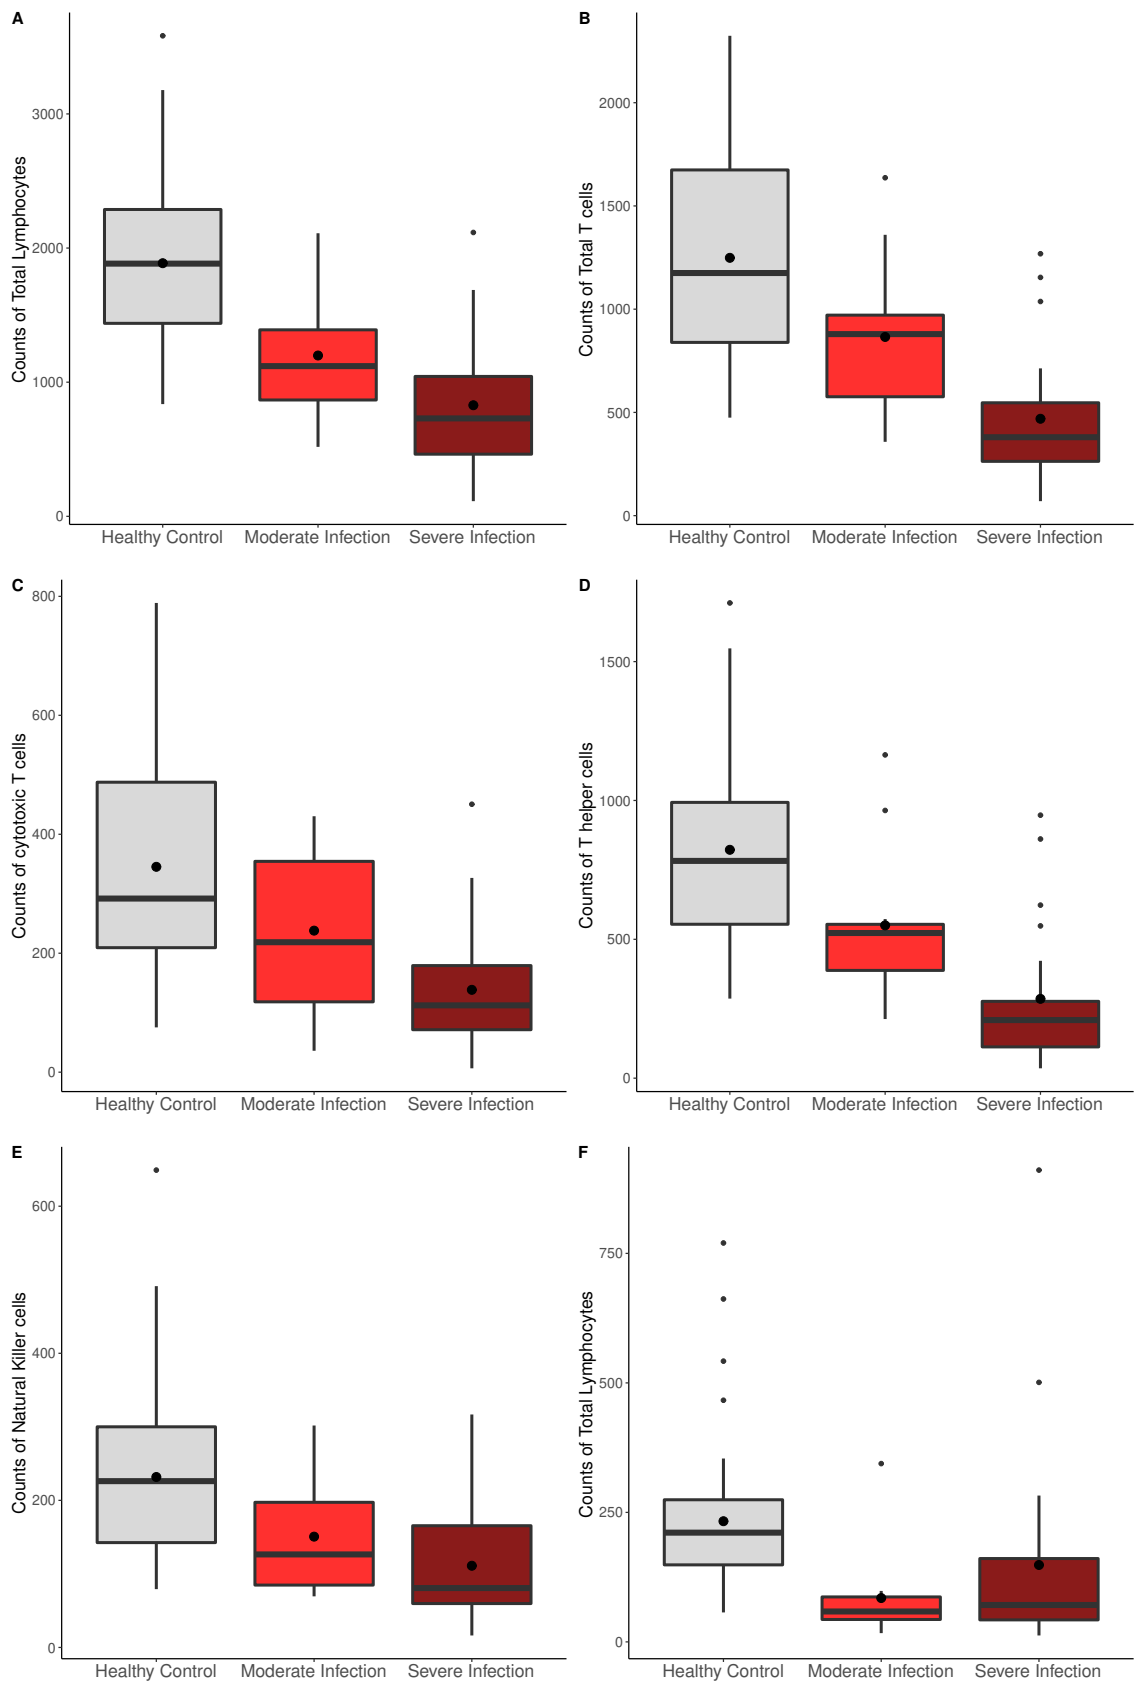 A
Counts of Total Lymphocytes
3000
2000
1000
0
Healthy Control Moderate Infection Severe Infection
B
Counts of Total T cells
2000
1500
1000
500
0
Healthy Control Moderate Infection Severe Infection
C
Counts of cytotoxic T cells
800
600
400
200
0
Healthy Control Moderate Infection Severe Infection
D
Counts of T helper cells
1500
1000
500
0
Healthy Control Moderate Infection Severe Infection
E
Counts of Natural Killer cells
600
400
200
0
Healthy Control Moderate Infection Severe Infection
F
Counts of Total Lymphocytes
750
500
250
0
Healthy Control Moderate Infection Severe Infection